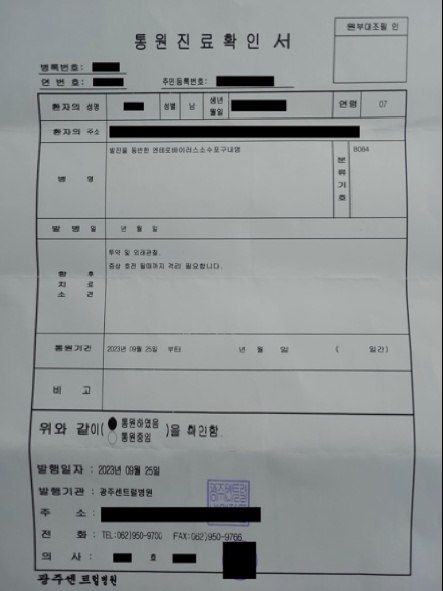 통원진료확인서
원부대조필 인
병록번호:
연 번호: 주민등록번호:
환자의 성명 성별 남 생년월일 연령 07
환자의 주소
병 명 발진을 동반한 엔테로바이러스소수포구내염 분류기호 B084
발 병 일 년 월 일
향후치료소견 투약 및 외래관찰.
증상 호전 될때까지 격리 필요합니다.
통원기간 2023년 09월 25일 부터 년 월 일 ( 일간)
비 고
위와 같이( 통원하였음
통원중임 )을 확인함.
발행일자 : 2023년 09월 25일
발행기관 : 광주센트럴병원
주 소 :
전 화 : TEL:062)950-9700 FAX:062)950-9766
의 사 : 호
광주센트럴병원